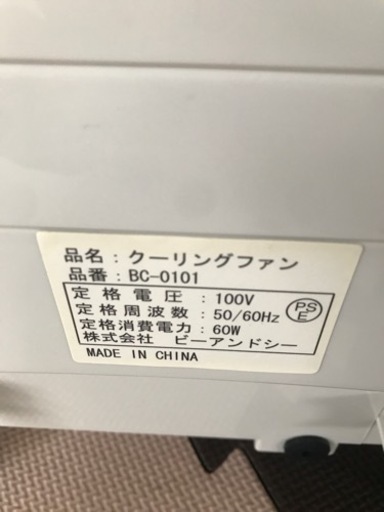 品名：クーリングファン
品番：BC-0101
定格電圧：100V
定格周波数：50/60Hz
定格消費電力：60W
株式会社 ビーアンドシー
MADE IN CHINA
PSE